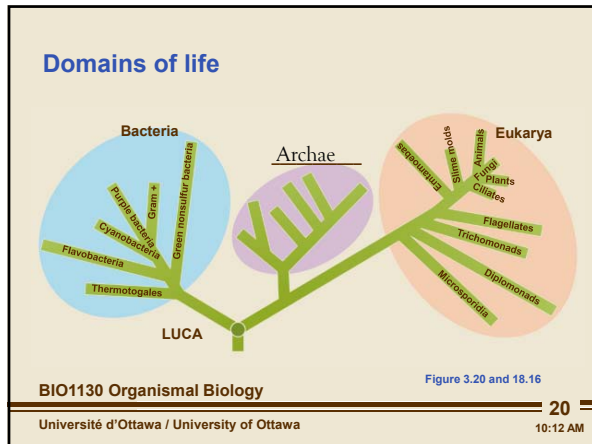 Domains of life
Bacteria
Archae
Eukarya
Green nonsulfur bacteria
Gram +
Purple bacteria
Cyanobacteria
Flavobacteria
Thermotogales
Entamoebas
Slime molds
Animals
Fungi
Plants
Ciliates
Flagellates
Trichomonads
Diplomonads
Microsporidia
LUCA
Figure 3.20 and 18.16
BIO1130 Organismal Biology
20
Université d'Ottawa / University of Ottawa
10:12 AM